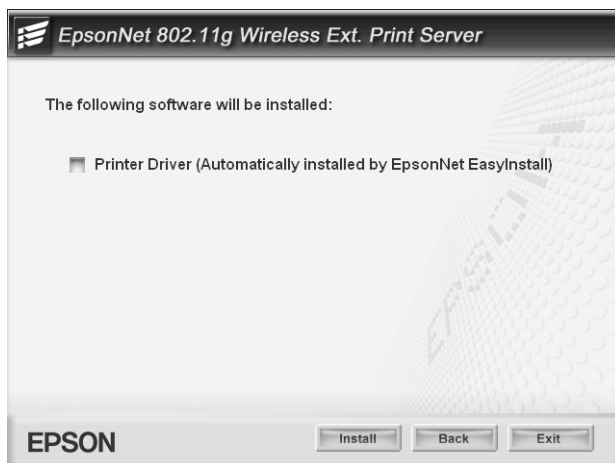 EpsonNet 802.11g Wireless Ext. Print Server
The following software will be installed:
Printer Driver (Automatically installed by EpsonNet EasyInstall)
EPSON
EPSON
Install
Back
Exit